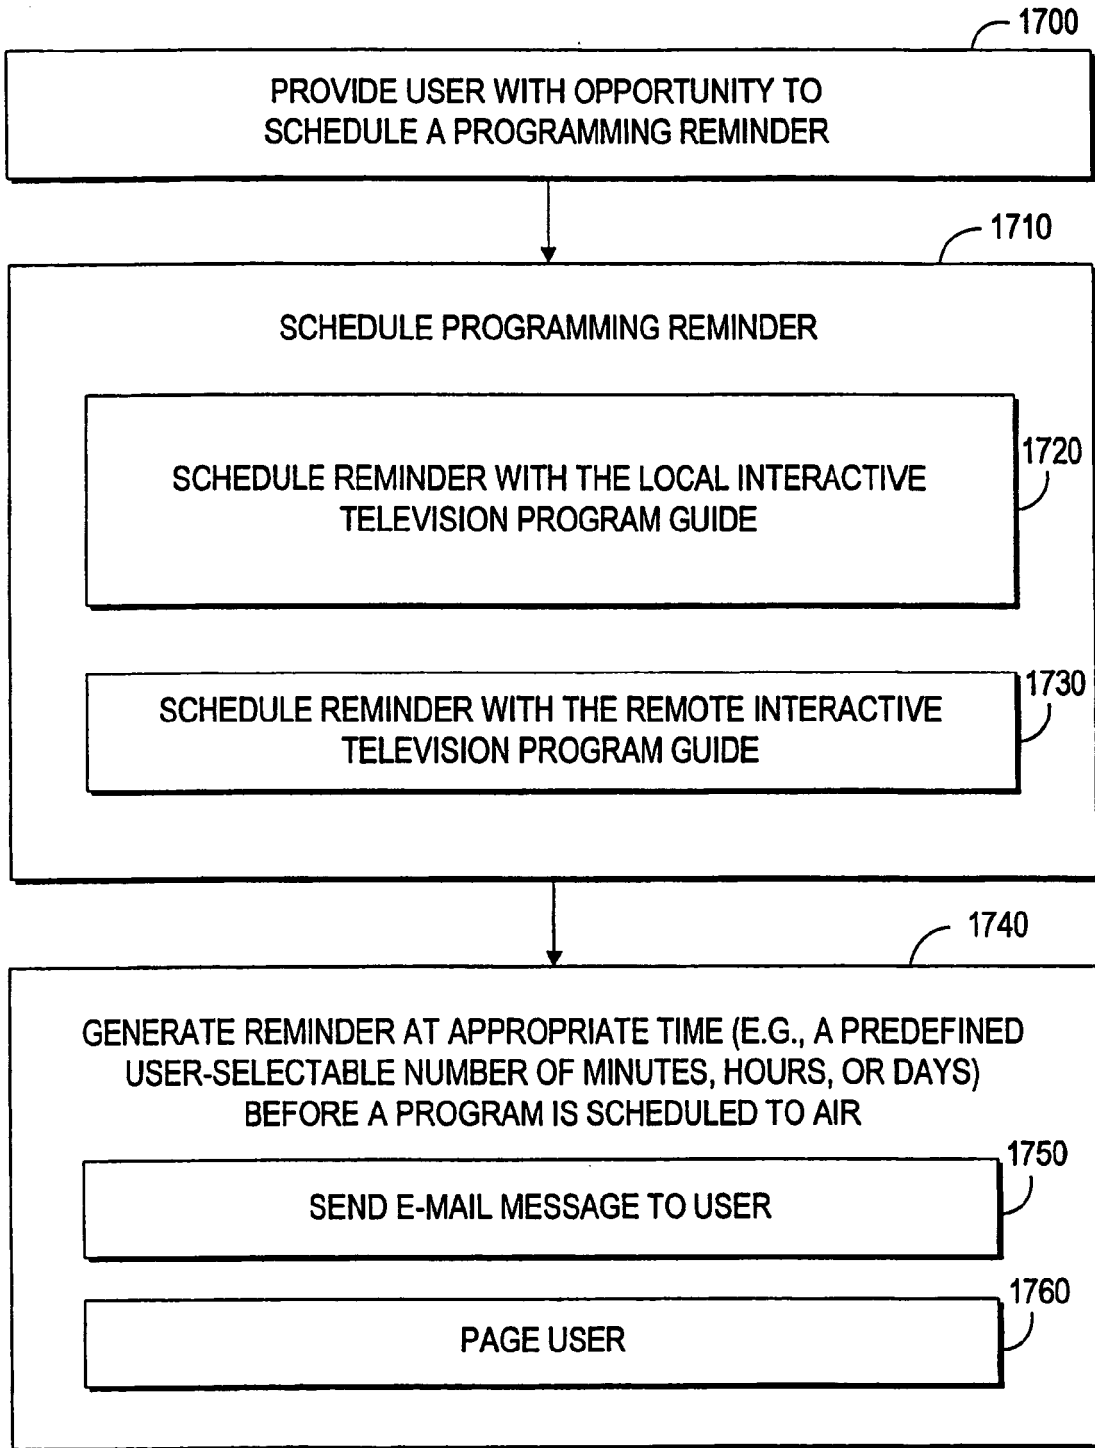 1700
PROVIDE USER WITH OPPORTUNITY TO
SCHEDULE A PROGRAMMING REMINDER
1710
SCHEDULE PROGRAMMING REMINDER
1720
SCHEDULE REMINDER WITH THE LOCAL INTERACTIVE
TELEVISION PROGRAM GUIDE
1730
SCHEDULE REMINDER WITH THE REMOTE INTERACTIVE
TELEVISION PROGRAM GUIDE
1740
GENERATE REMINDER AT APPROPRIATE TIME (E.G., A PREDEFINED
USER-SELECTABLE NUMBER OF MINUTES, HOURS, OR DAYS)
BEFORE A PROGRAM IS SCHEDULED TO AIR
1750
SEND E-MAIL MESSAGE TO USER
1760
PAGE USER